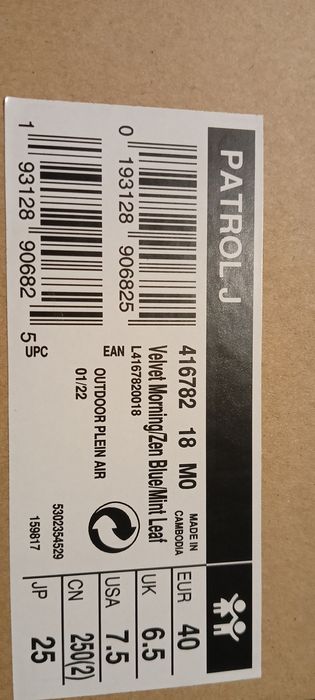 PATROL J
416782 18 M0
Velvet Morning/Zen Blue/Mint Leaf
L4167820018
MADE IN
CAMBODIA
0 193128 906825
EAN
1 93128 90682 5
UPC
OUTDOOR PLEIN AIR
01/22
5302354529
159817
EUR 40
UK 6.5
USA 7.5
CN 250(2)
JP 25